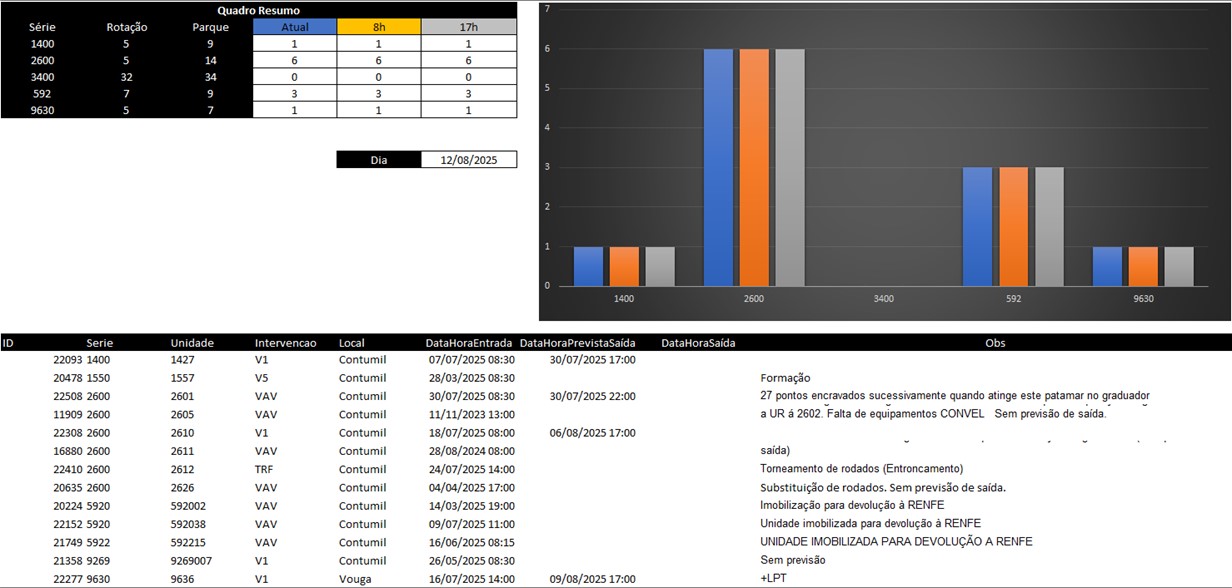 Quadro Resumo
Série Rotação Parque Atual 8h 17h
1400 5 9 1 1 1
2600 5 14 6 6 6
3400 32 34 0 0 0
592 7 9 3 3 3
9630 5 7 1 1 1
Dia 12/08/2025
7
6
5
4
3
2
1
0
1400 2600 3400 592 9630
ID Serie Unidade Intervencao Local DataHoraEntrada DataHoraPrevistaSaída DataHoraSaída Obs
22093 1400 1427 V1 Contumil 07/07/2025 08:30 30/07/2025 17:00
20478 1550 1557 V5 Contumil 28/03/2025 08:30 Formação
22508 2600 2601 VAV Contumil 30/07/2025 08:30 30/07/2025 22:00 27 pontos encravados sucessivamente quando atinge este patamar no graduador
11909 2600 2605 VAV Contumil 11/11/2023 13:00 a UR á 2602. Falta de equipamentos CONVEL Sem previsão de saída.
22308 2600 2610 V1 Contumil 18/07/2025 08:00 06/08/2025 17:00
16880 2600 2611 VAV Contumil 28/08/2024 08:00 saída)
22410 2600 2612 TRF Contumil 24/07/2025 14:00 Torneamento de rodados (Entroncamento)
20635 2600 2626 VAV Contumil 04/04/2025 17:00 Substituição de rodados. Sem previsão de saída.
20224 5920 592002 VAV Contumil 14/03/2025 19:00 Imobilização para devolução à RENFE
22152 5920 592038 VAV Contumil 09/07/2025 11:00 Unidade imobilizada para devolução à RENFE
21749 5922 592215 VAV Contumil 16/06/2025 08:15 UNIDADE IMOBILIZADA PARA DEVOLUÇÃO A RENFE
21358 9269 9269007 V1 Contumil 26/05/2025 08:30 Sem previsão
22277 9630 9636 V1 Vouga 16/07/2025 14:00 09/08/2025 17:00 +LPT